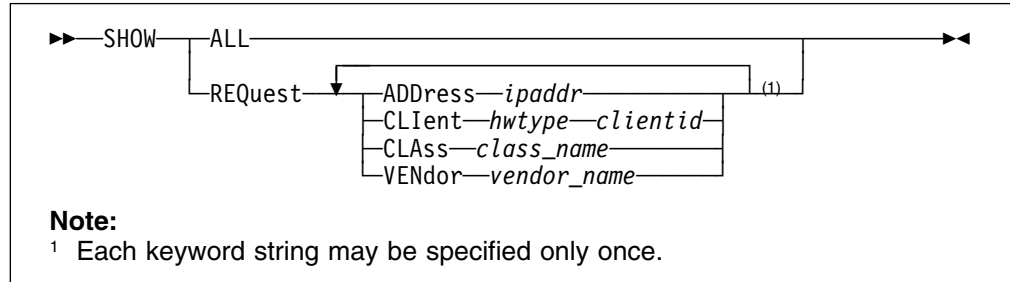 ►►──SHOW──ALL──►◄
REQuest──ADDress──ipaddr──(1)
CLIent──hwtype──clientid
CLAss──class_name
VENdor──vendor_name
Note:
1 Each keyword string may be specified only once.